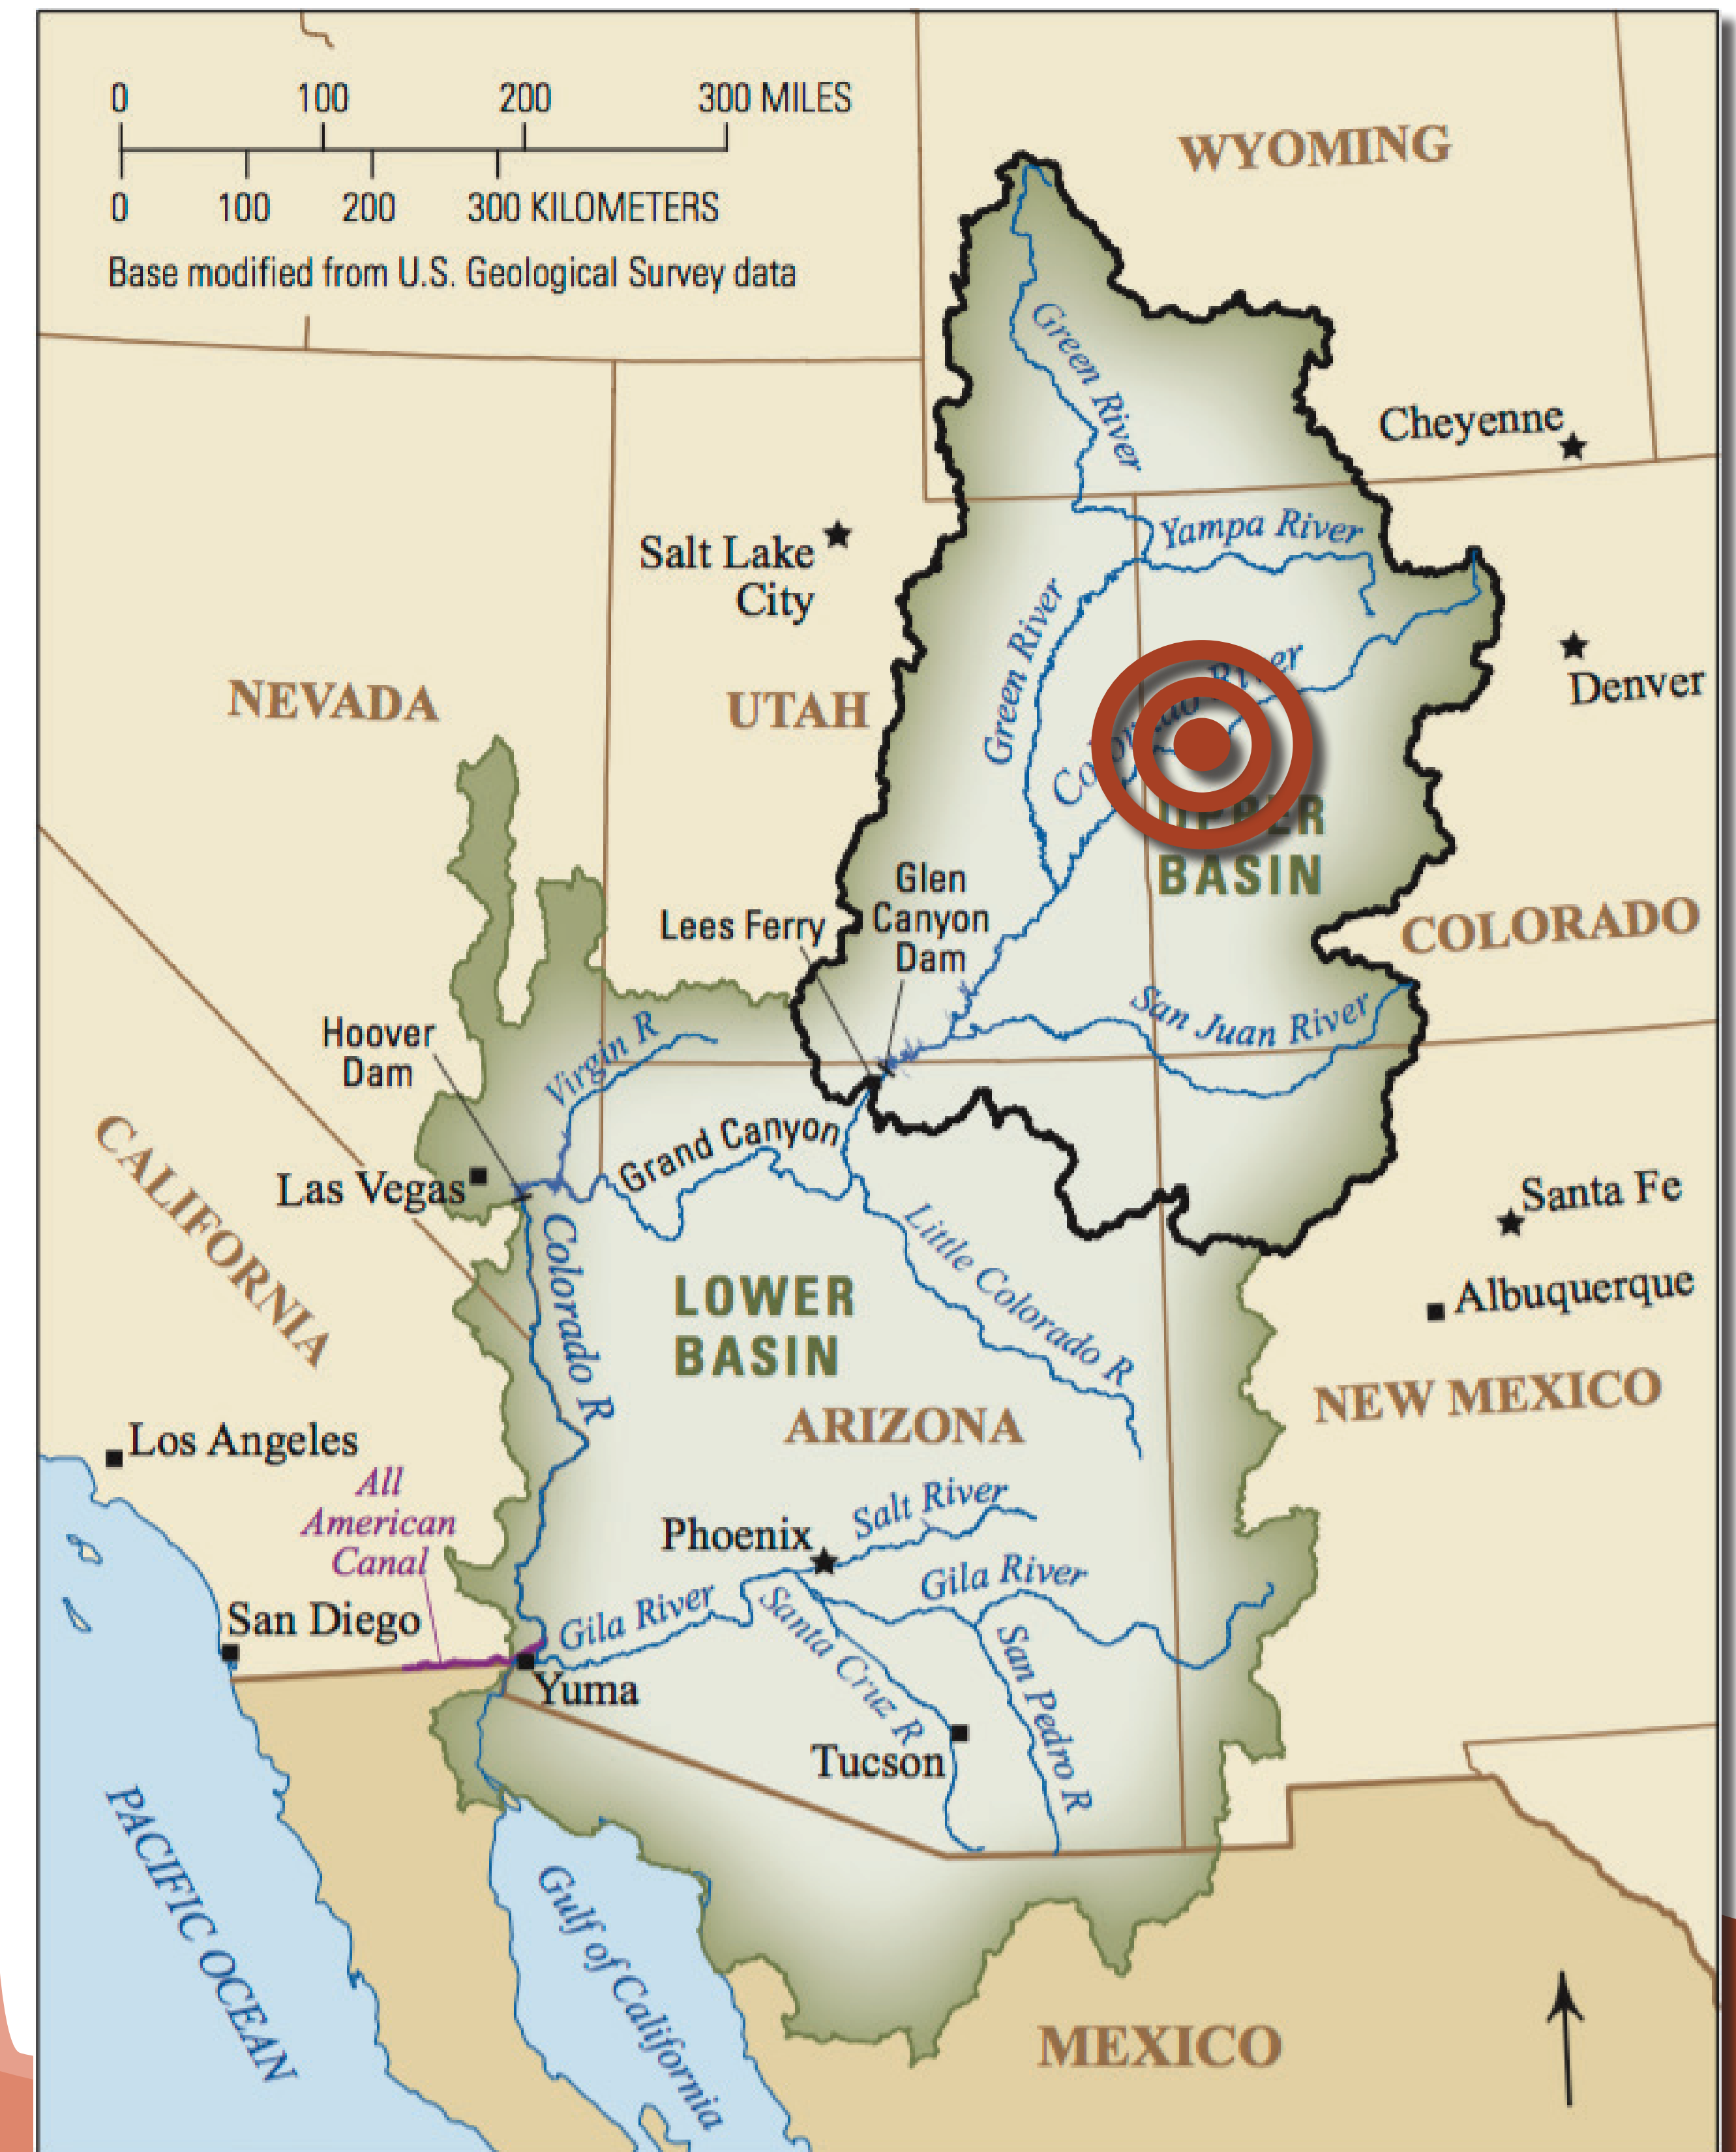 0 100 200 300 MILES
0 100 200 300 KILOMETERS
Base modified from U.S. Geological Survey data
WYOMING
Green River
Cheyenne
Salt Lake
City
Yampa River
Green River
Colorado River
Denver
NEVADA
UTAH
UPPER
BASIN
Glen
Canyon
Dam
Lees Ferry
COLORADO
San Juan River
Hoover
Dam
Virgin R
Grand Canyon
CALIFORNIA
Las Vegas
Santa Fe
Colorado R
Little Colorado R
Albuquerque
LOWER
BASIN
NEW MEXICO
ARIZONA
Los Angeles
All
American
Canal
Salt River
Phoenix
Gila River
San Diego
Gila River
Santa Cruz R
San Pedro R
Yuma
Tucson
PACIFIC OCEAN
Gulf of California
MEXICO